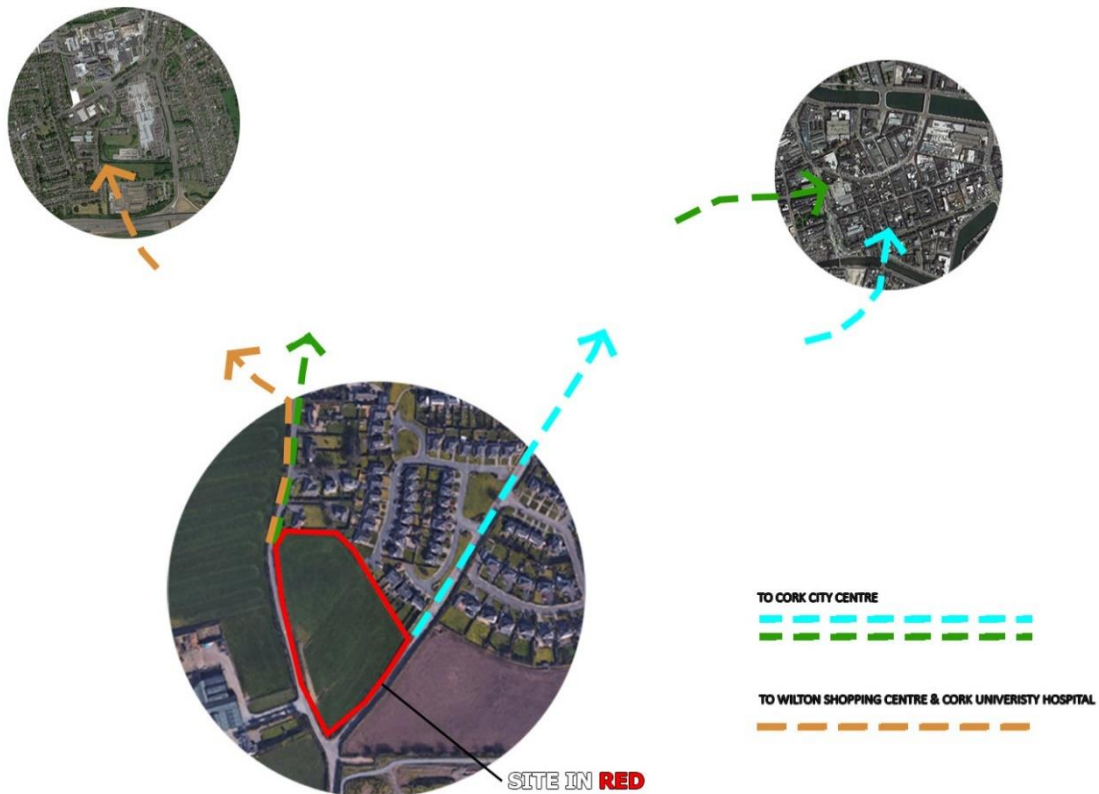 TO CORK CITY CENTRE
TO WILTON SHOPPING CENTRE & CORK UNIVERISTY HOSPITAL
SITE IN RED